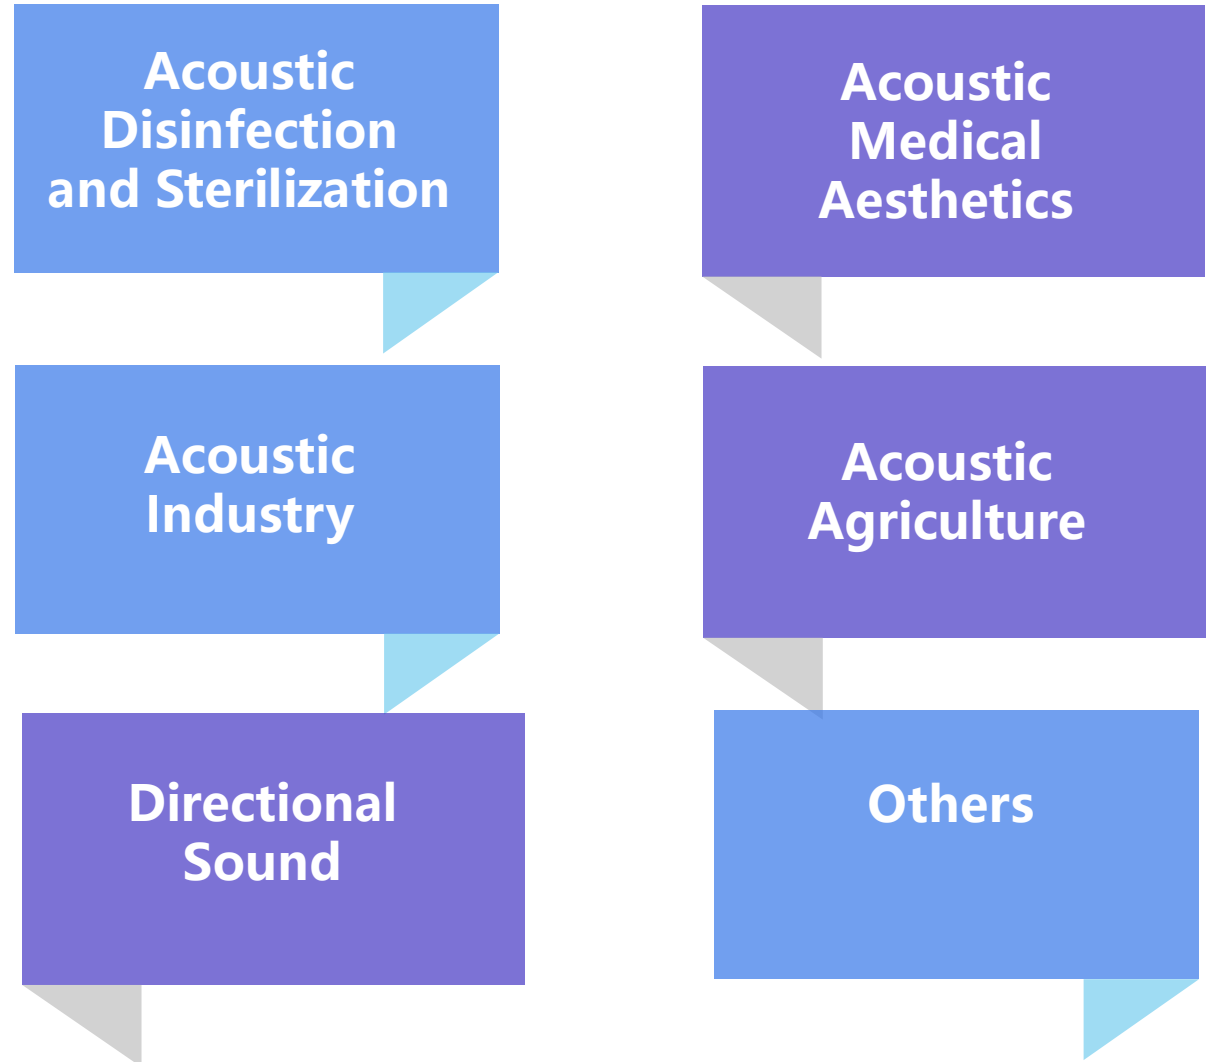 Acoustic
Disinfection
and Sterilization
Acoustic
Medical
Aesthetics
Acoustic
Industry
Acoustic
Agriculture
Directional
Sound
Others